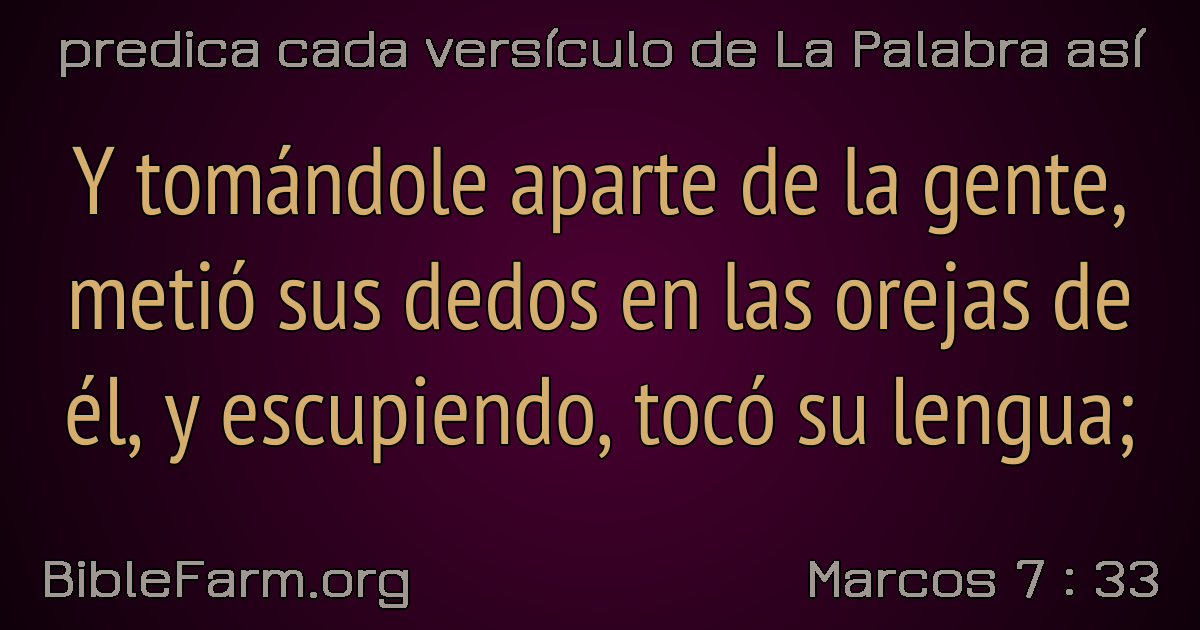 predica cada versículo de La Palabra así
Y tomándole aparte de la gente,
metió sus dedos en las orejas de
él, y escupiendo, tocó su lengua;
BibleFarm.org
Marcos 7 : 33